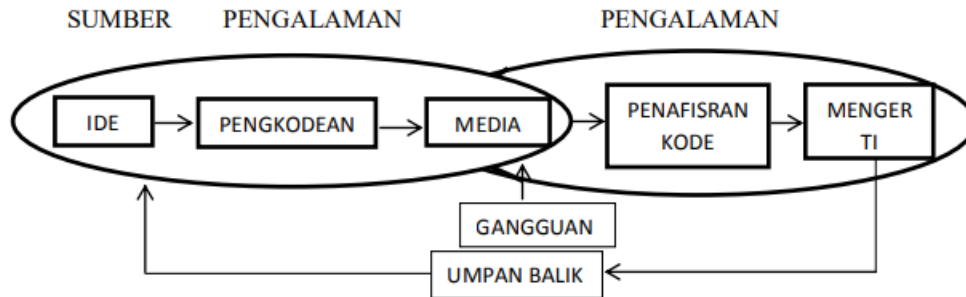 SUMBER PENGALAMAN PENGALAMAN
IDE
PENGKODEAN
MEDIA
PENAFISRAN
KODE
MENGER
TI
GANGGUAN
UMPAN BALIK